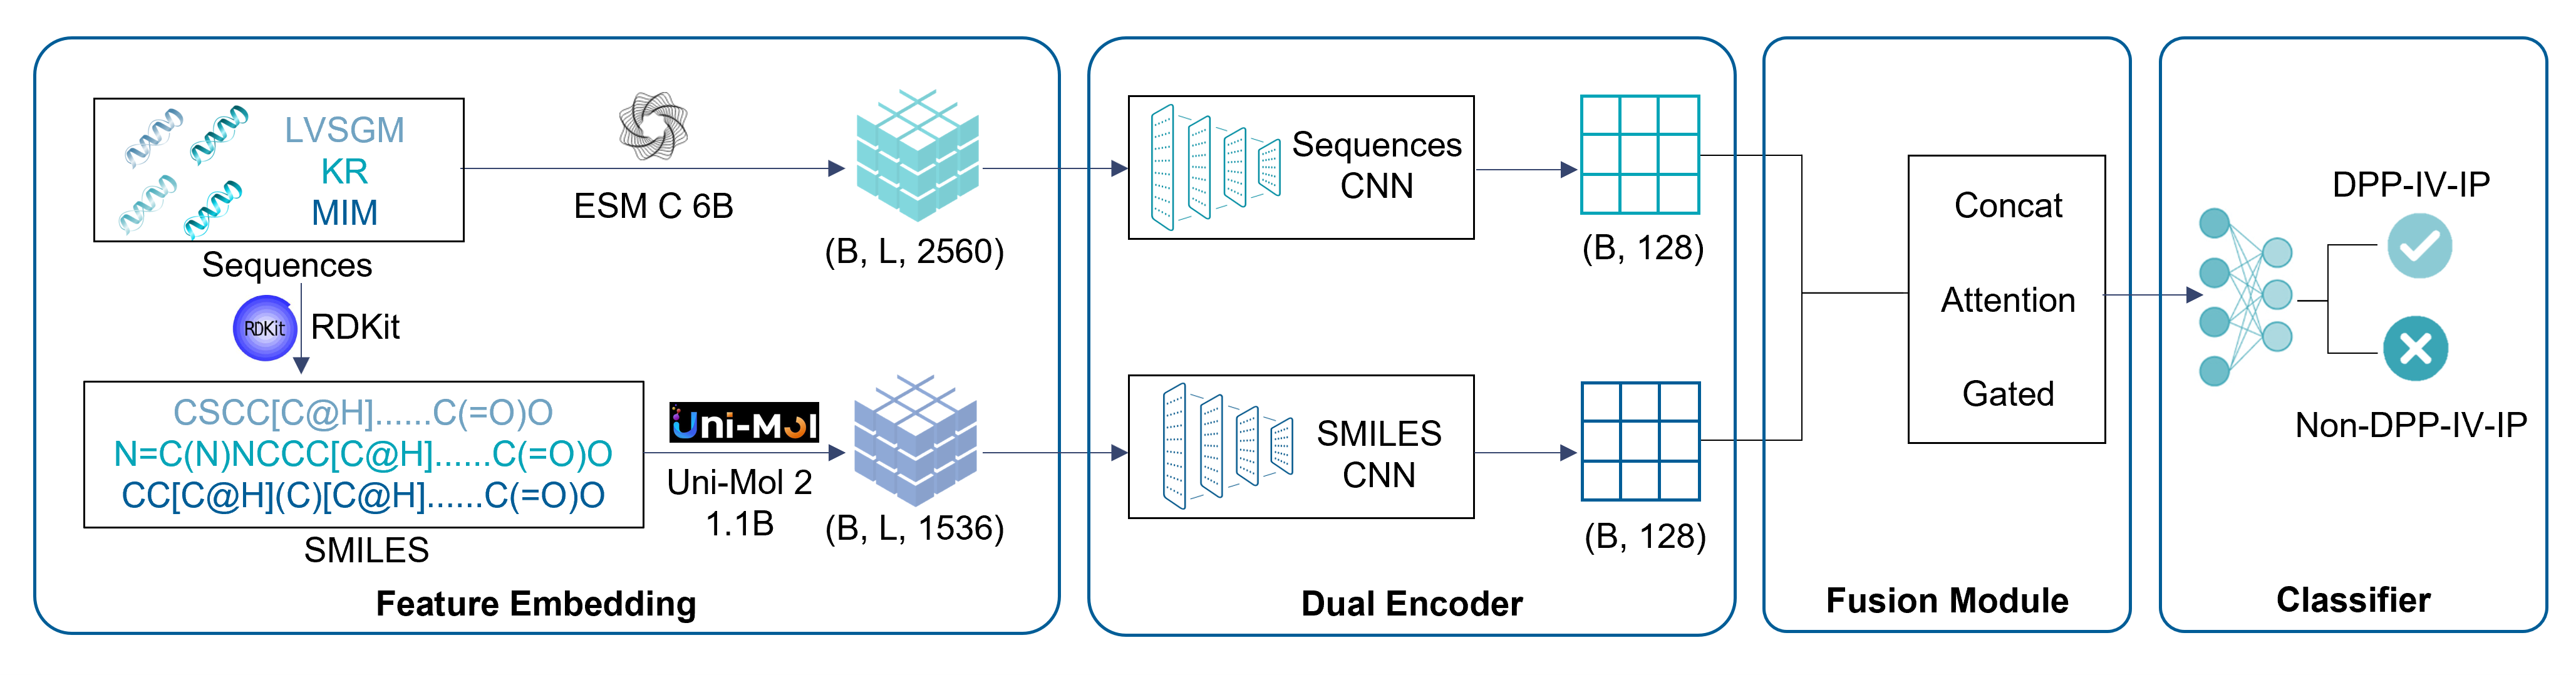 LVSGM
KR
MIM
Sequences
ESM C 6B
(B, L, 2560)
RDKit
RDKit
CSCC[C@H]......C(=O)O
N=C(N)NCCC[C@H]......C(=O)O
CC[C@H](C)[C@H]......C(=O)O
SMILES
Uni-Mol
Uni-Mol 2
1.1B
(B, L, 1536)
Feature Embedding
Sequences
CNN
(B, 128)
SMILES
CNN
(B, 128)
Dual Encoder
Concat
Attention
Gated
Fusion Module
DPP-IV-IP
Non-DPP-IV-IP
Classifier